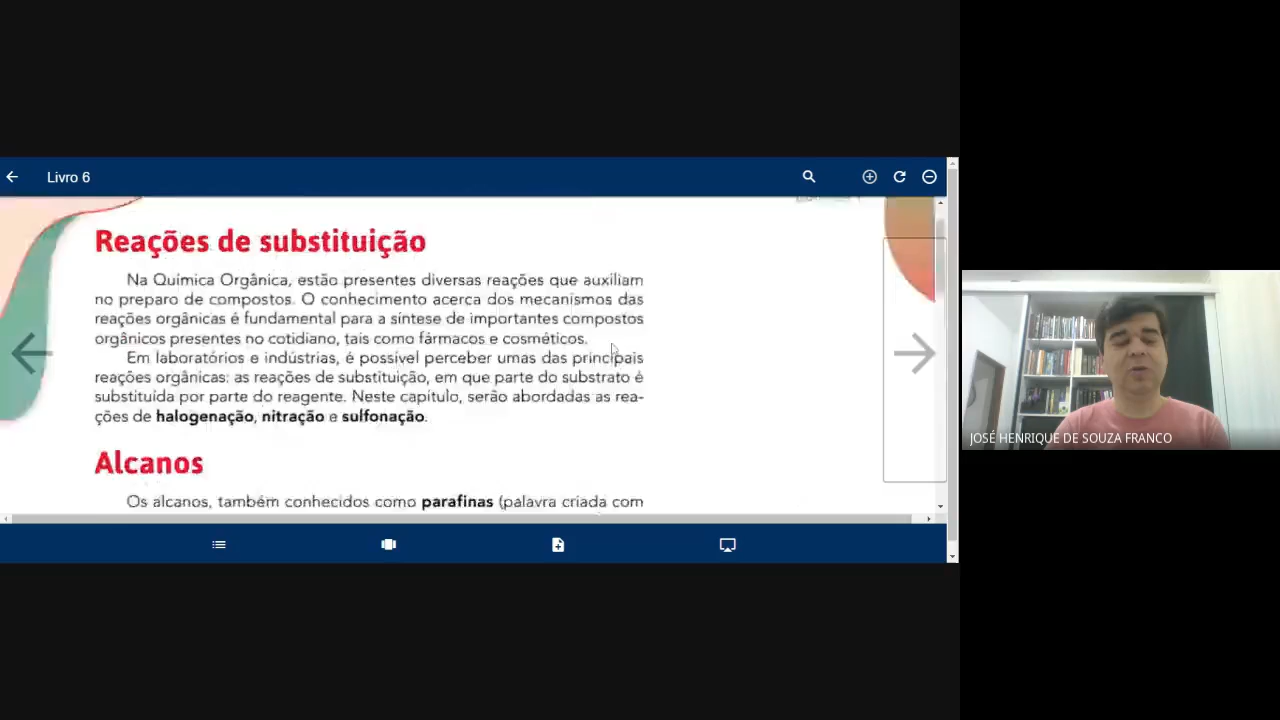 Livro 6
Reações de substituição
Na Química Orgânica, estão presentes diversas reações que auxiliam
no preparo de compostos. O conhecimento acerca dos mecanismos das
reações orgânicas é fundamental para a síntese de importantes compostos
orgânicos presentes no cotidiano, tais como fármacos e cosméticos.
Em laboratórios e indústrias, é possível perceber umas das principais
reações orgânicas: as reações de substituição, em que parte do substrato é
substituída por parte do reagente. Neste capítulo, serão abordadas as rea-
ções de halogenação, nitração e sulfonação.
Alcanos
Os alcanos, também conhecidos como parafinas (palavra criada com
JOSÉ HENRIQUE DE SOUZA FRANCO